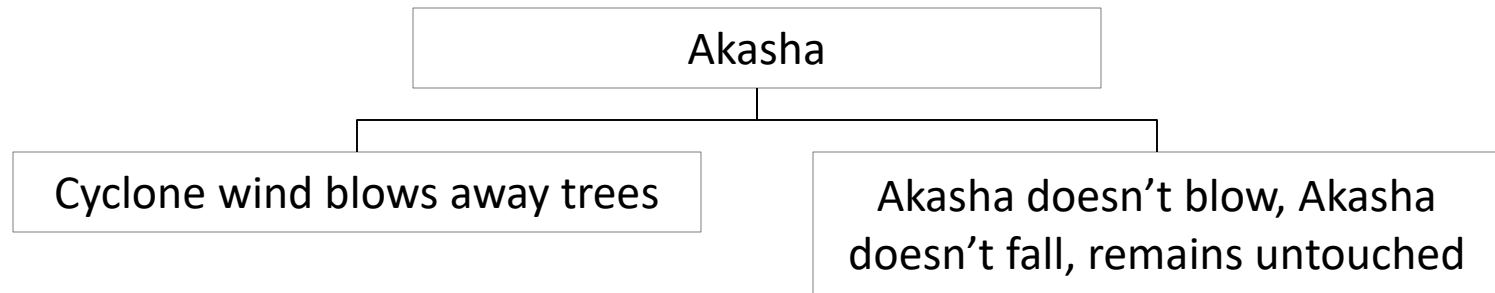 Akasha
Cyclone wind blows away trees
Akasha doesn’t blow, Akasha
doesn’t fall, remains untouched